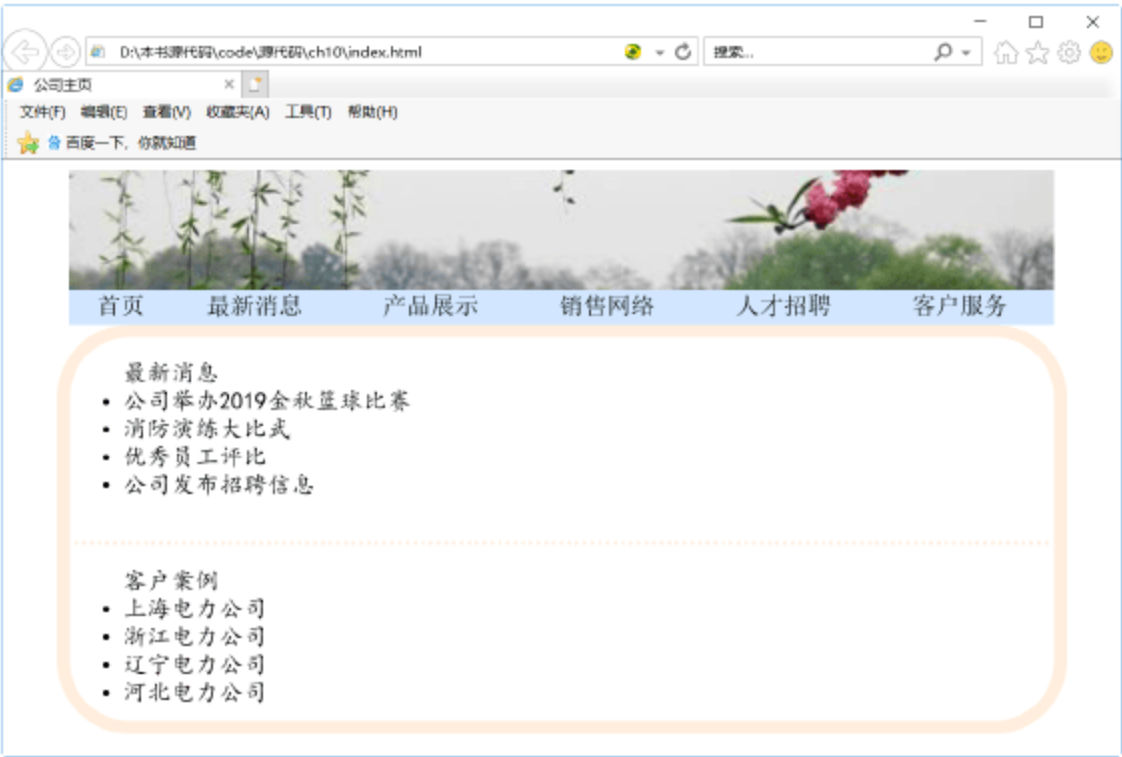 D:\本书源代码\code\源代码\ch10\index.html 搜索...
公司主页
文件(F) 编辑(E) 查看(V) 收藏夹(A) 工具(T) 帮助(H)
百度一下，你就知道
首页 最新消息 产品展示 销售网络 人才招聘 客户服务
最新消息
• 公司举办2019金秋篮球比赛
• 消防演练大比武
• 优秀员工评比
• 公司发布招聘信息
客户案例
• 上海电力公司
• 浙江电力公司
• 辽宁电力公司
• 河北电力公司